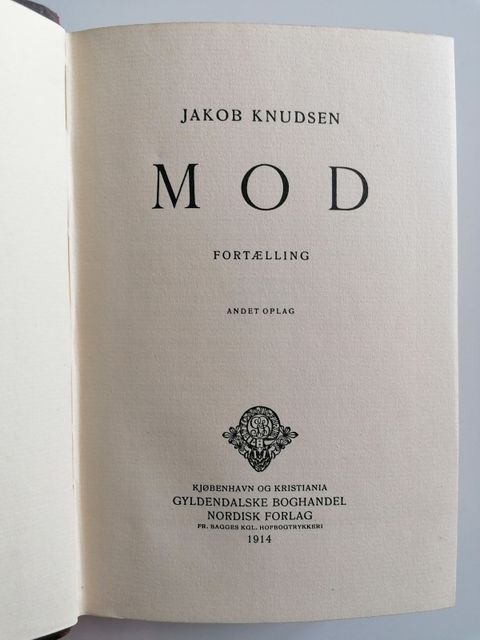 JAKOB KNUDSEN
MOD
FORTÆLLING
ANDET OPLAG
KJØBENHAVN OG KRISTIANIA
GYLDENDALSKE BOGHANDEL
NORDISK FORLAG
FR. BAGGES KGL. HOFBOGTRYKKERI
1914